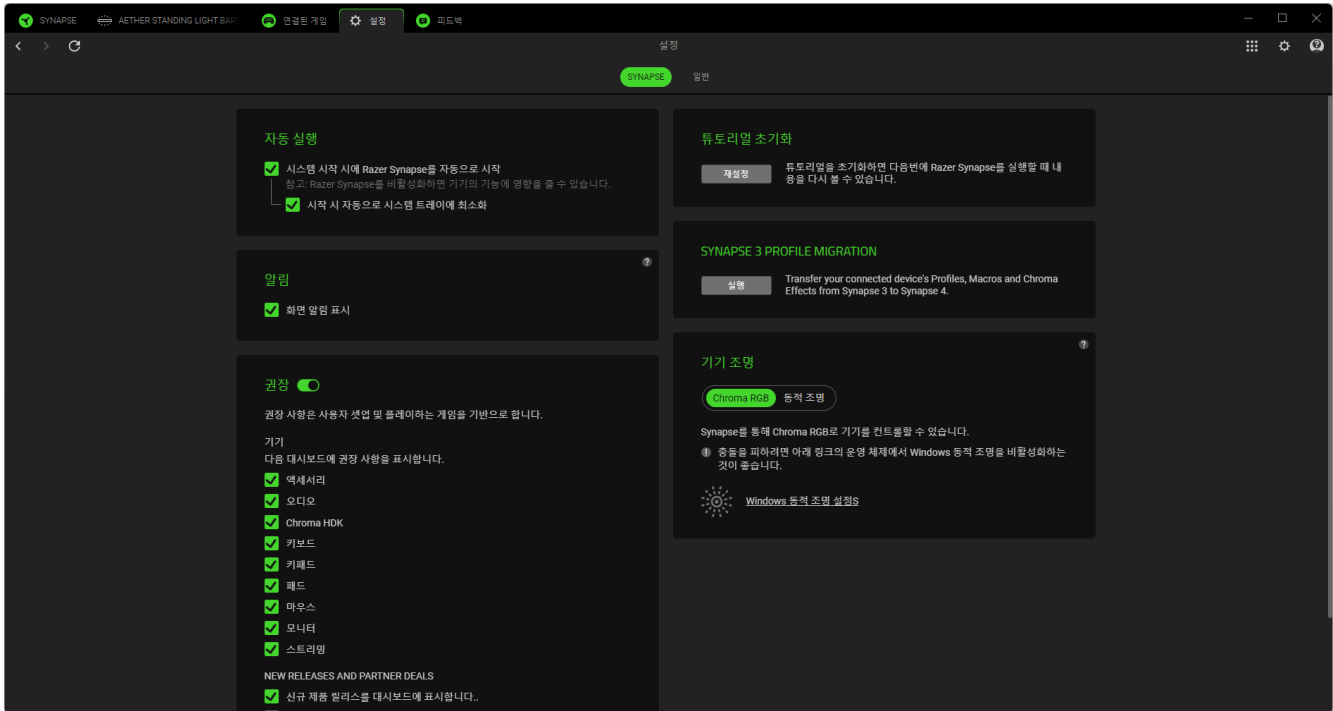 SYNAPSE
AETHER STANDING LIGHT BARS
연결된 게임
설정
피드백
설정
SYNAPSE
일반
자동 실행
시스템 시작 시에 Razer Synapse를 자동으로 시작
참고: Razer Synapse를 비활성화하면 기기의 기능에 영향을 줄 수 있습니다.
시작 시 자동으로 시스템 트레이에 최소화
알림
화면 알림 표시
권장
권장 사항은 사용자 셋업 및 플레이하는 게임을 기반으로 합니다.
기기
다음 대시보드에 권장 사항을 표시합니다.
액세서리
오디오
Chroma HDK
키보드
키패드
패드
마우스
모니터
스트리밍
NEW RELEASES AND PARTNER DEALS
신규 제품 릴리스를 대시보드에 표시합니다..
튜토리얼 초기화
재설정
튜토리얼을 초기화하면 다음번에 Razer Synapse를 실행할 때 내
용을 다시 볼 수 있습니다.
SYNAPSE 3 PROFILE MIGRATION
실행
Transfer your connected device's Profiles, Macros and Chroma
Effects from Synapse 3 to Synapse 4.
기기 조명
Chroma RGB
동적 조명
Synapse를 통해 Chroma RGB로 기기를 컨트롤할 수 있습니다.
충돌을 피하려면 아래 링크의 운영 체제에서 Windows 동적 조명을 비활성화하는
것이 좋습니다.
Windows 동적 조명 설정S